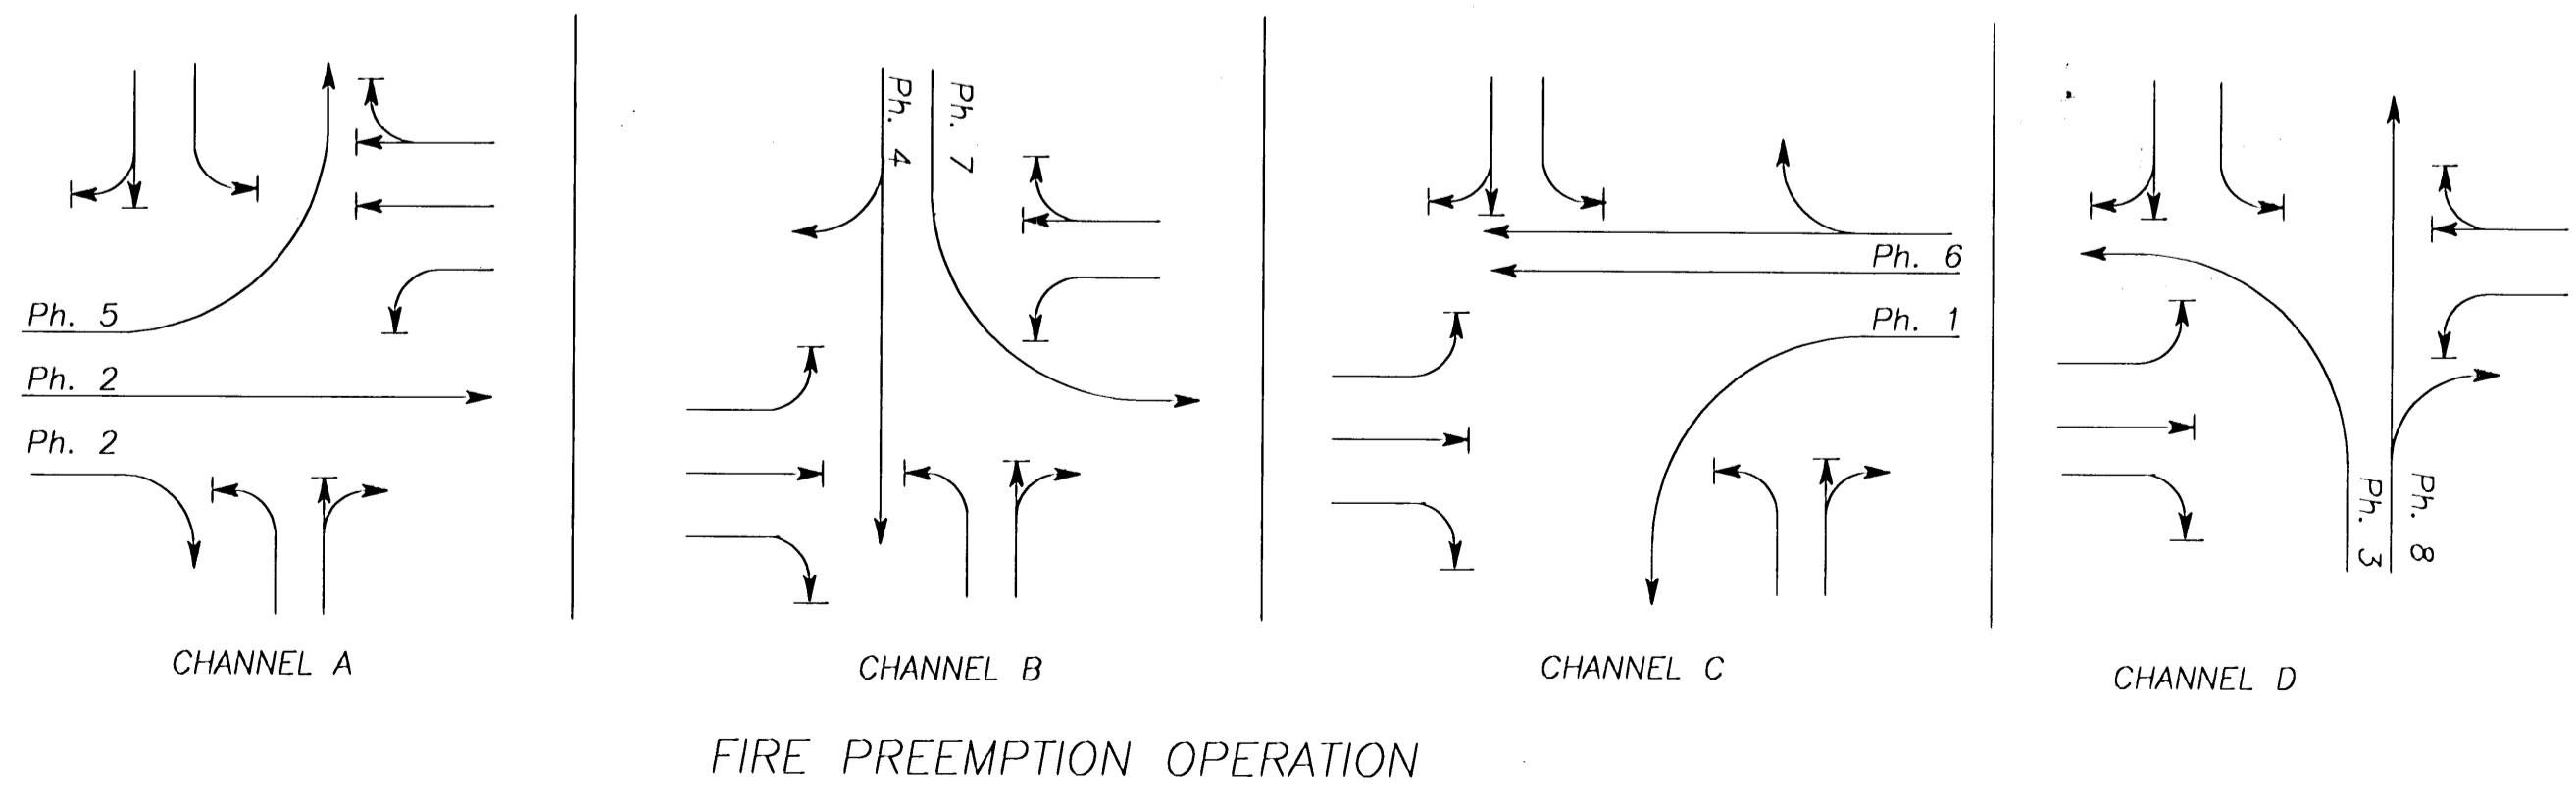 Ph. 5
Ph. 2
Ph. 2
CHANNEL A
Ph. 4
Ph. 7
CHANNEL B
Ph. 6
Ph. 1
CHANNEL C
Ph. 3
Ph. 8
CHANNEL D
FIRE PREEMPTION OPERATION